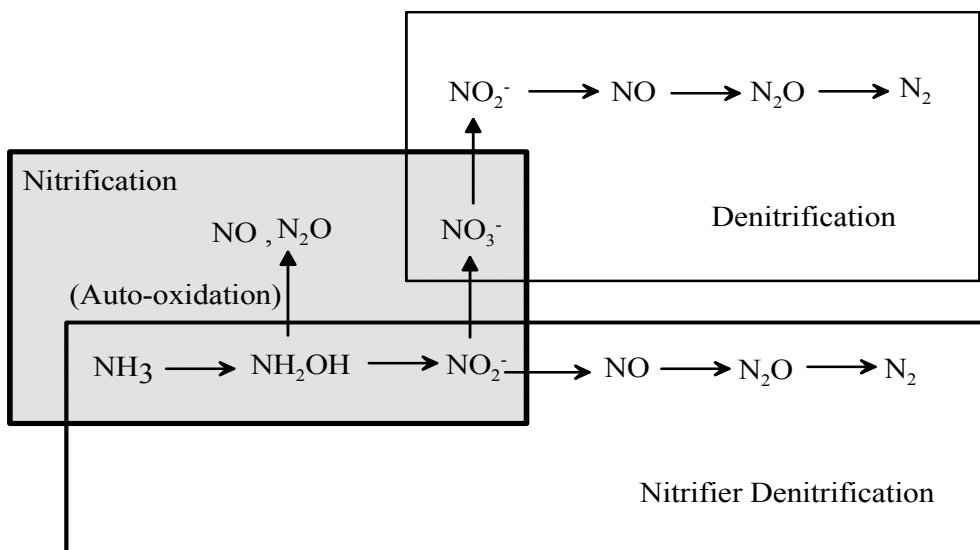 NO₂⁻ → NO → N₂O → N₂
Nitrification
Denitrification
NO , N₂O
NO₃⁻
(Auto-oxidation)
NH₃ → NH₂OH → NO₂⁻ → NO → N₂O → N₂
Nitrifier Denitrification